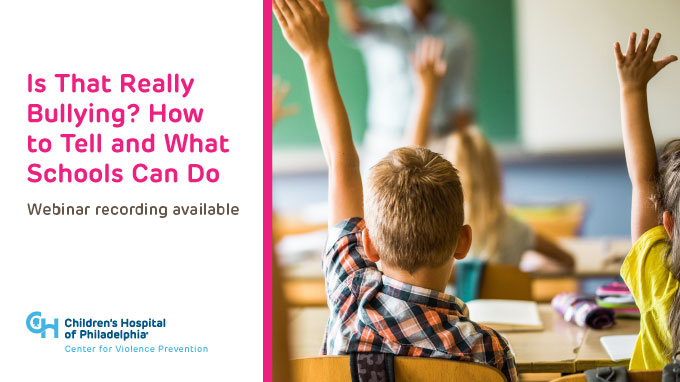 Is That Really
Bullying? How
to Tell and What
Schools Can Do
Webinar recording available
CH Children's Hospital
of Philadelphia
Center for Violence Prevention